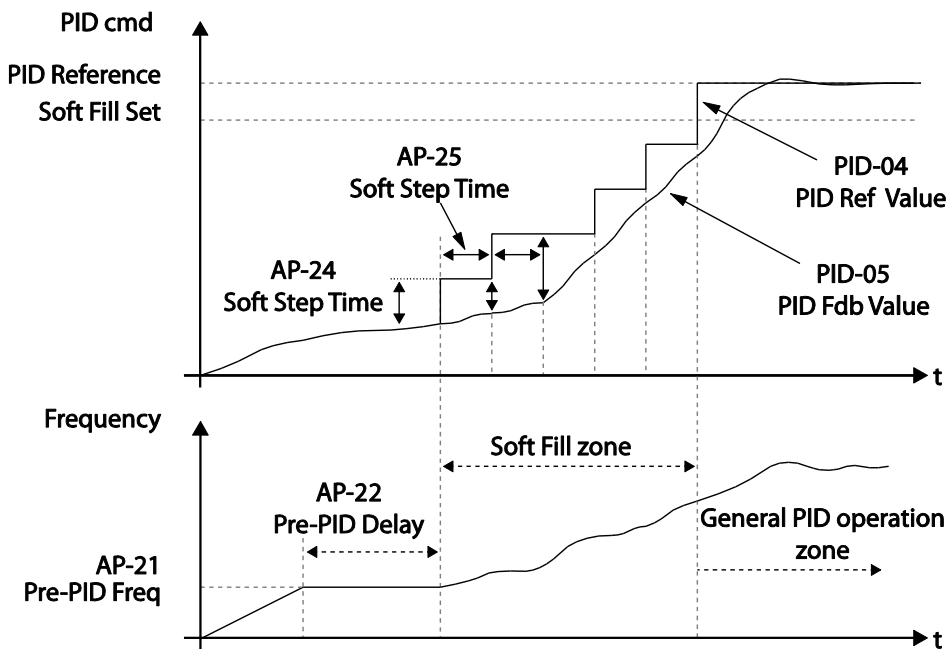 PID cmd
PID Reference
Soft Fill Set
AP-25
Soft Step Time
AP-24
Soft Step Time
PID-04
PID Ref Value
PID-05
PID Fdb Value
t
Frequency
Soft Fill zone
AP-22
Pre-PID Delay
General PID operation
zone
AP-21
Pre-PID Freq
t